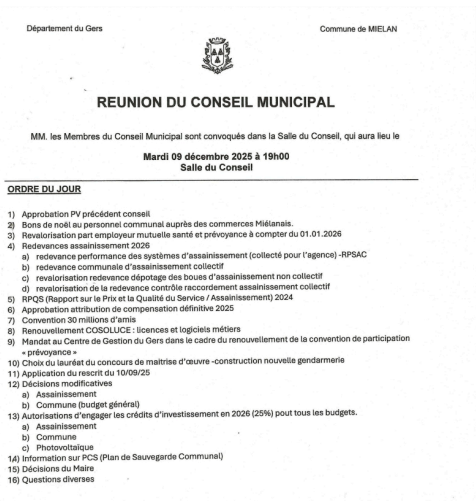 Département du Gers
Commune de MIELAN
REUNION DU CONSEIL MUNICIPAL
MM. les Membres du Conseil Municipal sont convoqués dans la Salle du Conseil, qui aura lieu le
Mardi 09 décembre 2025 à 19h00
Salle du Conseil
ORDRE DU JOUR
1) Approbation PV précédent conseil
2) Bons de noël au personnel communal auprès des commerces Miélanais.
3) Revalorisation part employeur mutuelle santé et prévoyance à compter du 01.01.2026
4) Redevances assainissement 2026
a) redevance performance des systèmes d'assainissement (collecté pour l'agence) -RPSAC
b) redevance communale d'assainissement collectif
c) revalorisation redevance dépotage des boues d'assainissement non collectif
d) revalorisation de la redevance contrôle raccordement assainissement collectif
5) RPQS (Rapport sur le Prix et la Qualité du Service / Assainissement) 2024
6) Approbation attribution de compensation définitive 2025
7) Convention 30 millions d'amis
8) Renouvellement COSOLUCE : licences et logiciels métiers
9) Mandat au Centre de Gestion du Gers dans le cadre du renouvellement de la convention de participation
« prévoyance »
10) Choix du lauréat du concours de maitrise d'œuvre -construction nouvelle gendarmerie
11) Application du rescrit du 10/09/25
12) Décisions modificatives
a) Assainissement
b) Commune (budget général)
13) Autorisations d'engager les crédits d'investissement en 2026 (25%) pout tous les budgets.
a) Assainissement
b) Commune
c) Photovoltaïque
14) Information sur PCS (Plan de Sauvegarde Communal)
15) Décisions du Maire
16) Questions diverses